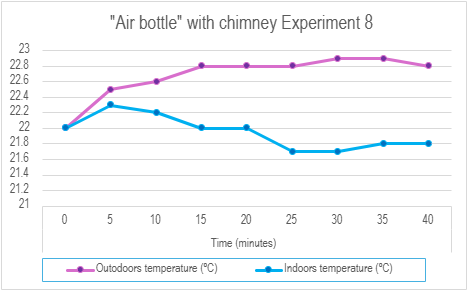 "Air bottle" with chimney Experiment 8
23
22.8
22.6
22.4
22.2
22
21.8
21.6
21.4
21.2
21
0 5 10 15 20 25 30 35 40
Time (minutes)
Outodoors temperature (ºC) Indoors temperature (ºC)